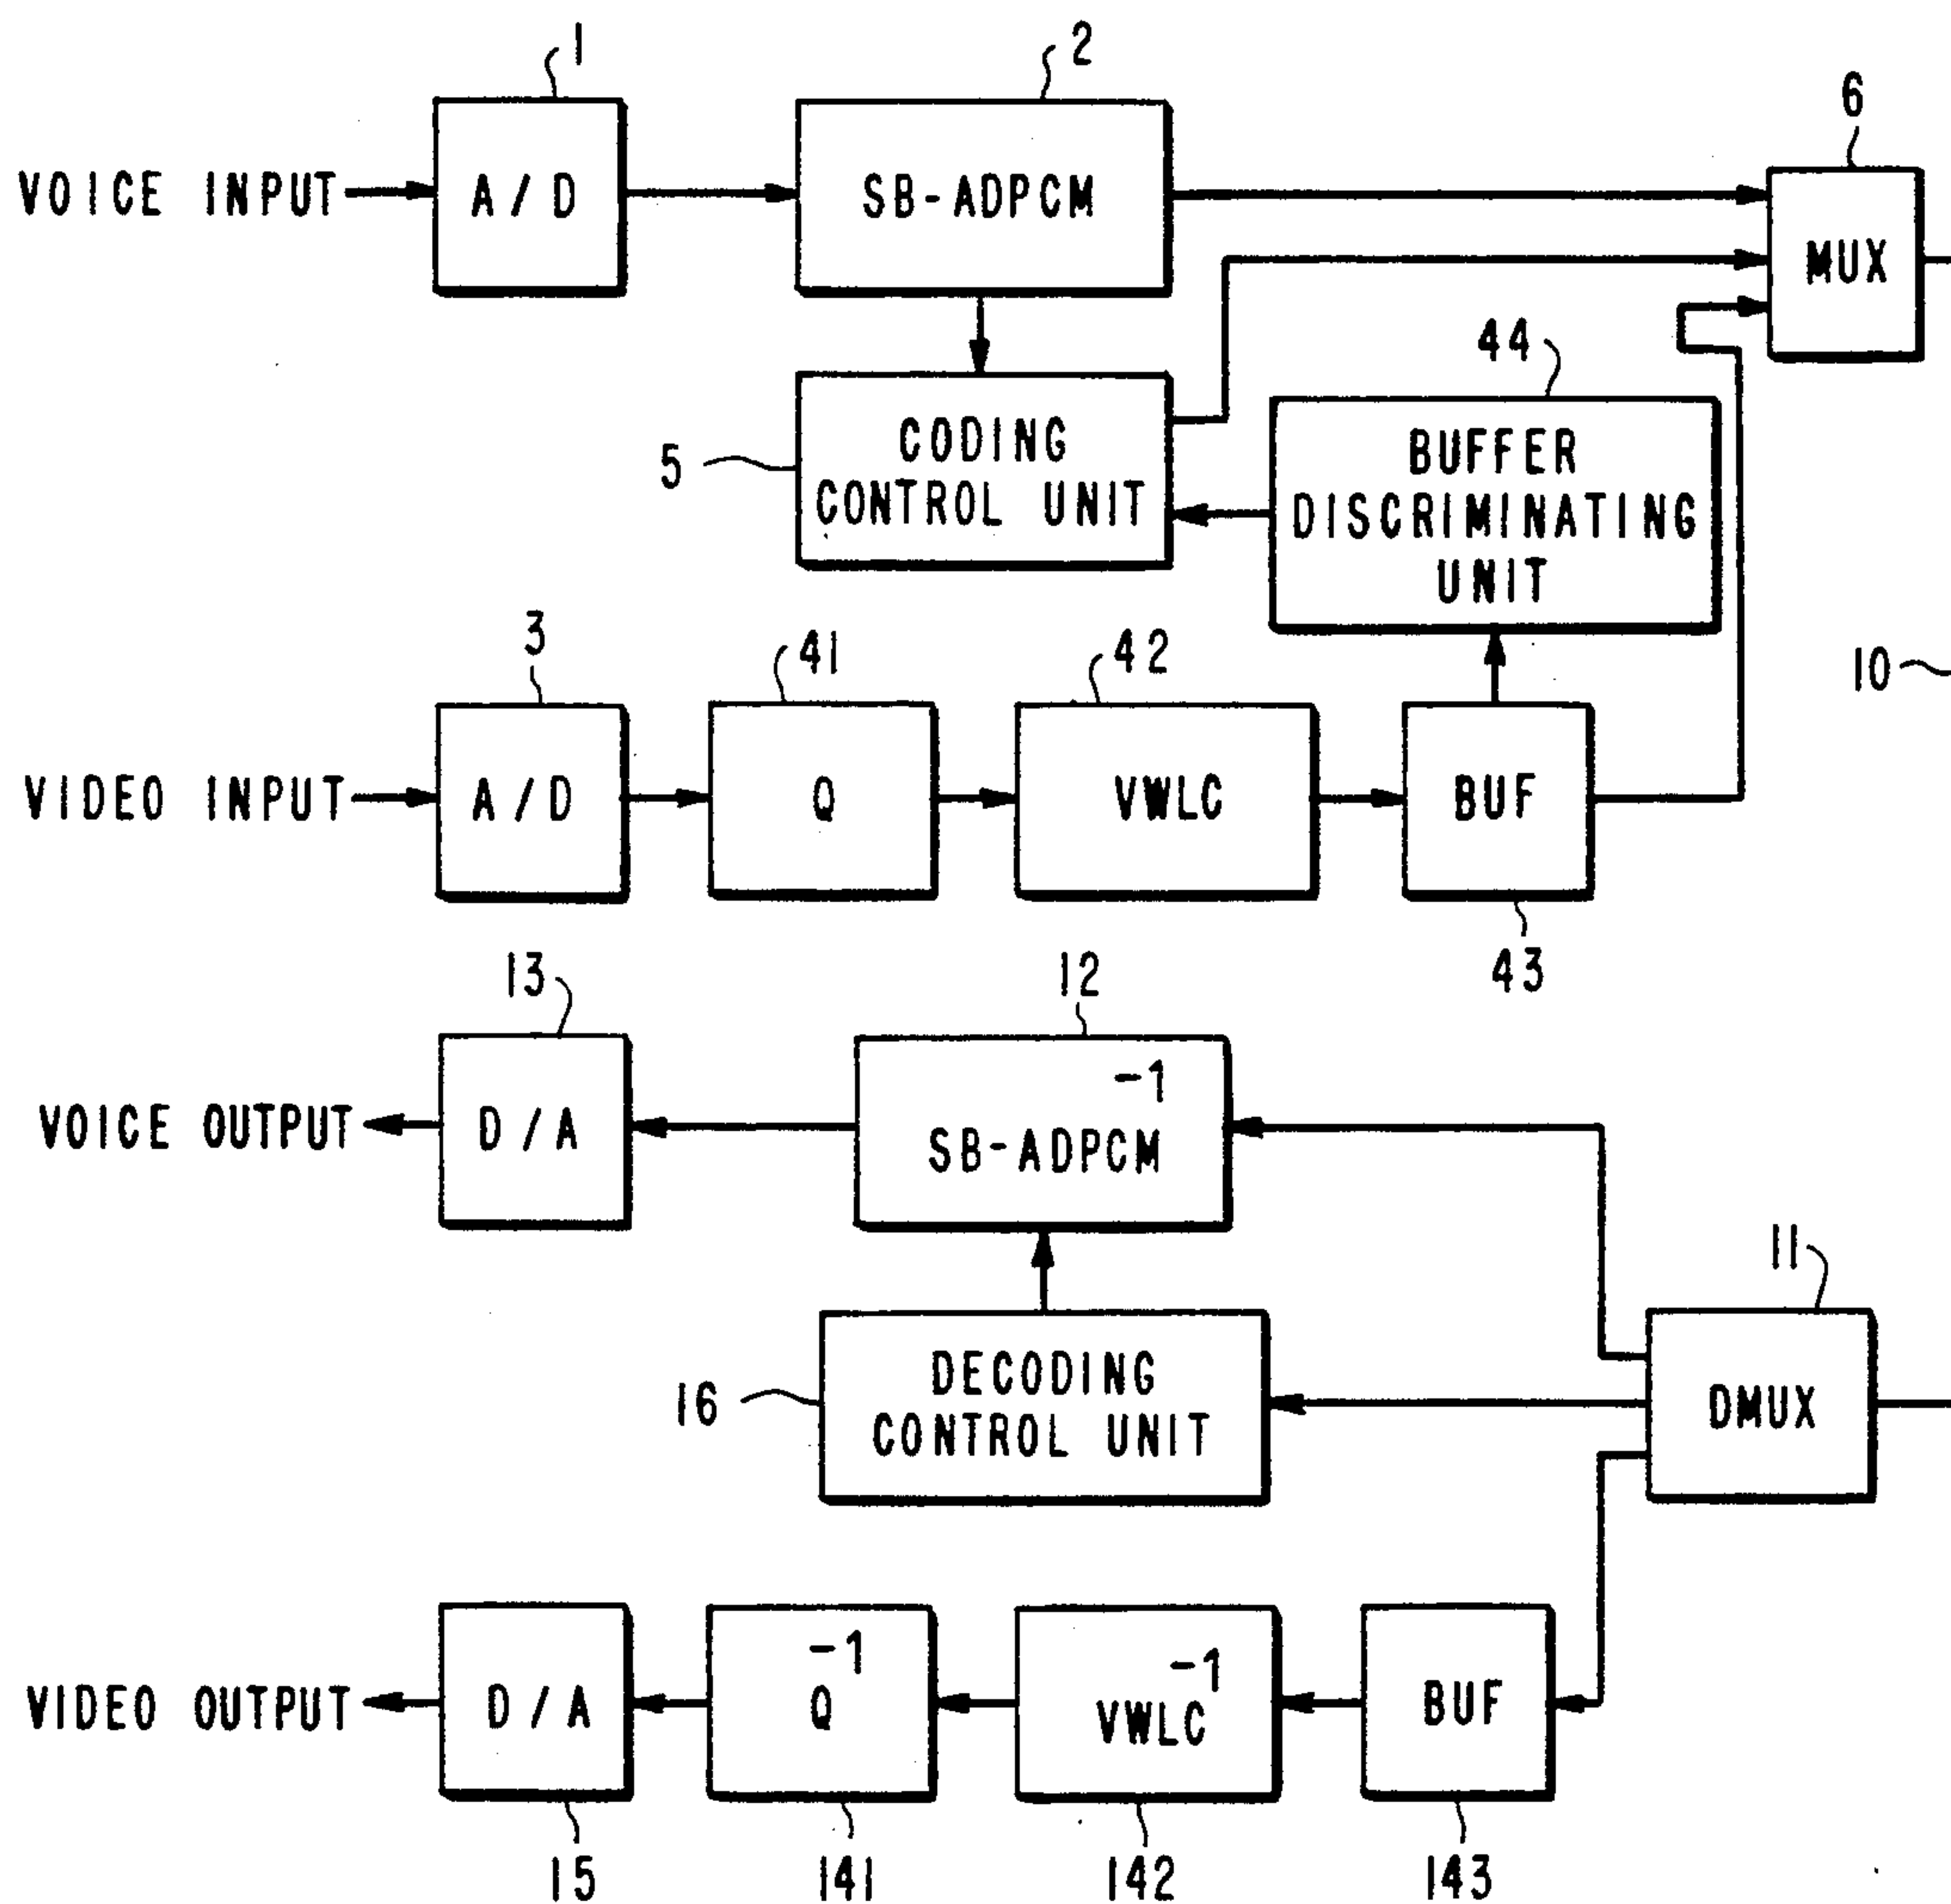 1
2
6
VOICE INPUT
A/D
SB-ADPCM
MUX
44
5
CODING
CONTROL UNIT
BUFFER
DISCRIMINATING
UNIT
3
41
42
10
VIDEO INPUT
A/D
Q
VWLC
BUF
43
13
12
VOICE OUTPUT
D/A
-1
SB-ADPCM
11
16
DECODING
CONTROL UNIT
DMUX
VIDEO OUTPUT
D/A
-1
Q
-1
VWLC
BUF
15
141
142
143